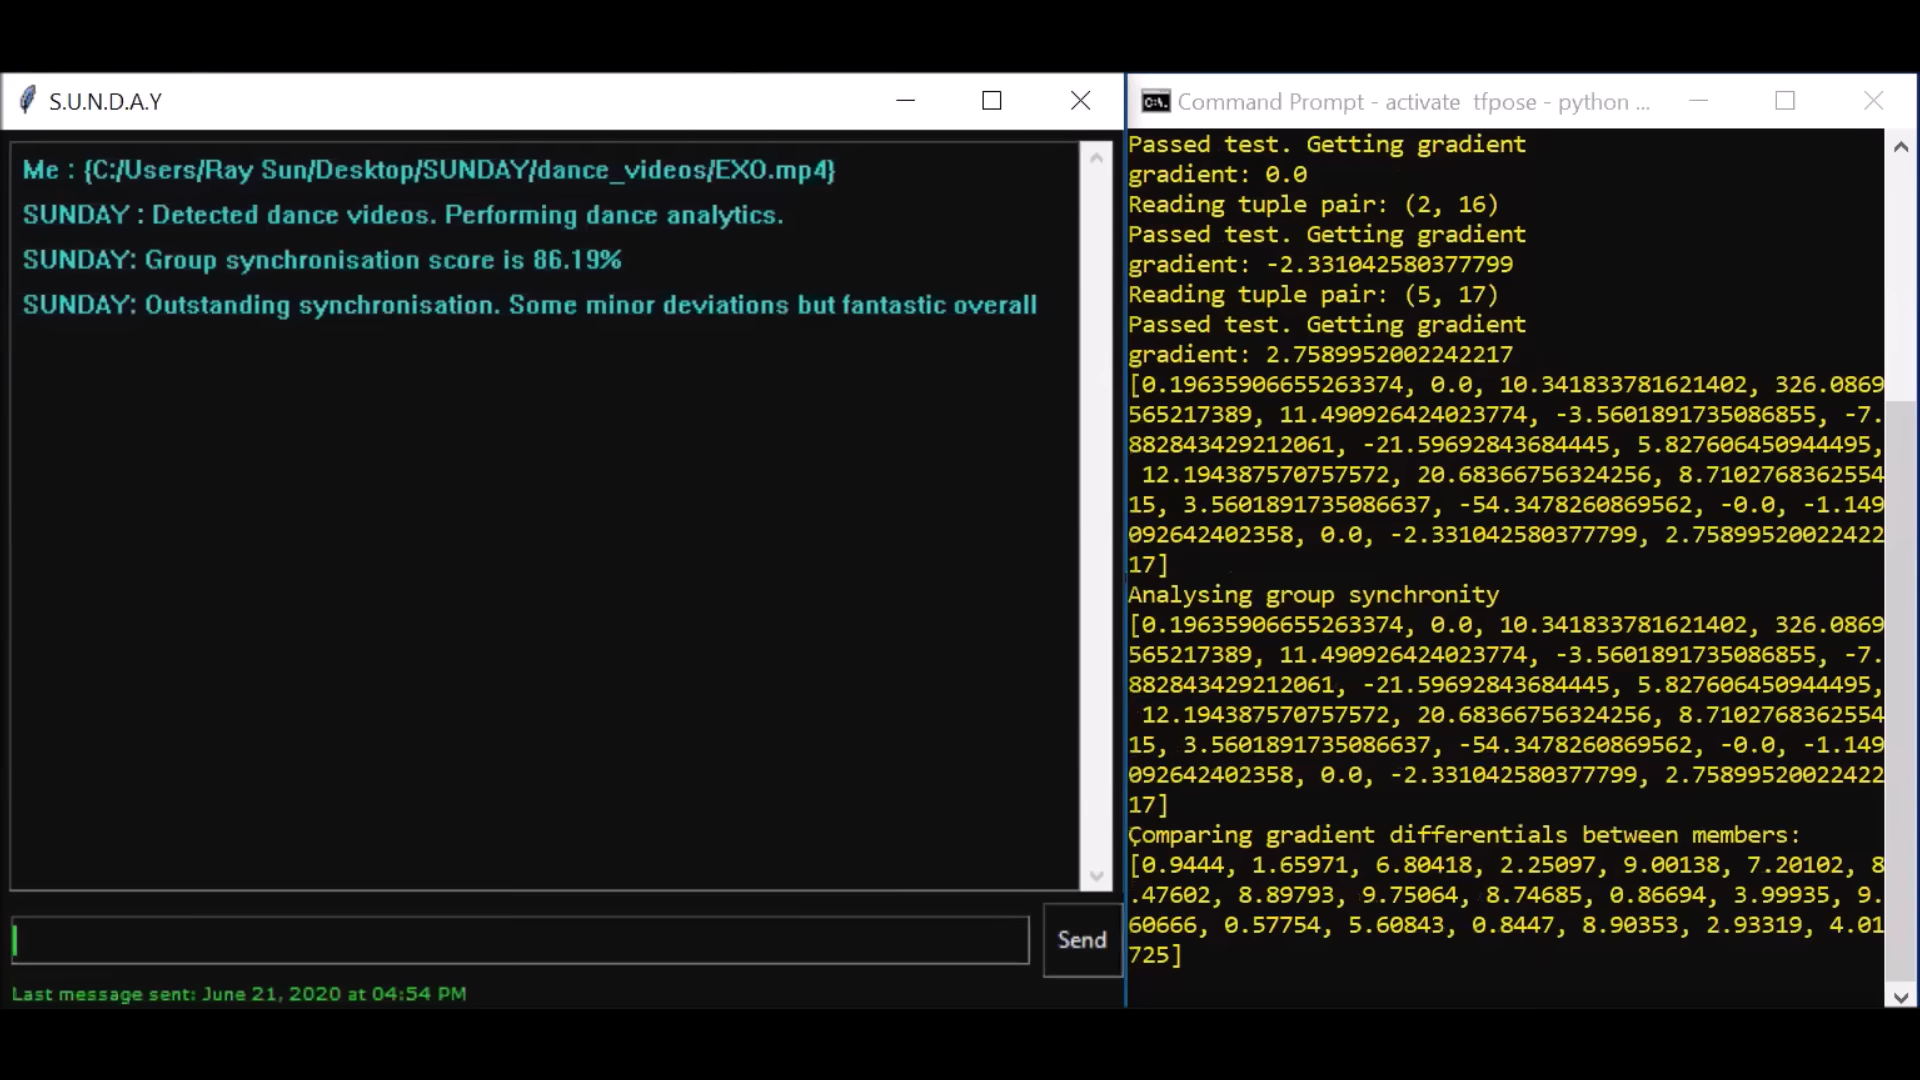 S.U.N.D.A.Y
Me : {C:/Users/Ray Sun/Desktop/SUNDAY/dance_videos/EXO.mp4}
SUNDAY : Detected dance videos. Performing dance analytics.
SUNDAY: Group synchronisation score is 86.19%
SUNDAY: Outstanding synchronisation. Some minor deviations but fantastic overall
Send
Last message sent: June 21, 2020 at 04:54 PM
Command Prompt - activate tfpose - python ...
Passed test. Getting gradient
gradient: 0.0
Reading tuple pair: (2, 16)
Passed test. Getting gradient
gradient: -2.331042580377799
Reading tuple pair: (5, 17)
Passed test. Getting gradient
gradient: 2.7589952002242217
[0.19635906655263374, 0.0, 10.341833781621402, 326.0869
565217389, 11.490926424023774, -3.5601891735086855, -7.
882843429212061, -21.59692843684445, 5.827606450944495,
12.194387570757572, 20.68366756324256, 8.7102768362554
15, 3.5601891735086637, -54.3478260869562, -0.0, -1.149
092642402358, 0.0, -2.331042580377799, 2.75899520022422
17]
Analysing group synchronity
[0.19635906655263374, 0.0, 10.341833781621402, 326.0869
565217389, 11.490926424023774, -3.5601891735086855, -7.
882843429212061, -21.59692843684445, 5.827606450944495,
12.194387570757572, 20.68366756324256, 8.7102768362554
15, 3.5601891735086637, -54.3478260869562, -0.0, -1.149
092642402358, 0.0, -2.331042580377799, 2.75899520022422
17]
Comparing gradient differentials between members:
[0.9444, 1.65971, 6.80418, 2.25097, 9.00138, 7.20102, 8
.47602, 8.89793, 9.75064, 8.74685, 0.86694, 3.99935, 9.
60666, 0.57754, 5.60843, 0.8447, 8.90353, 2.93319, 4.01
725]